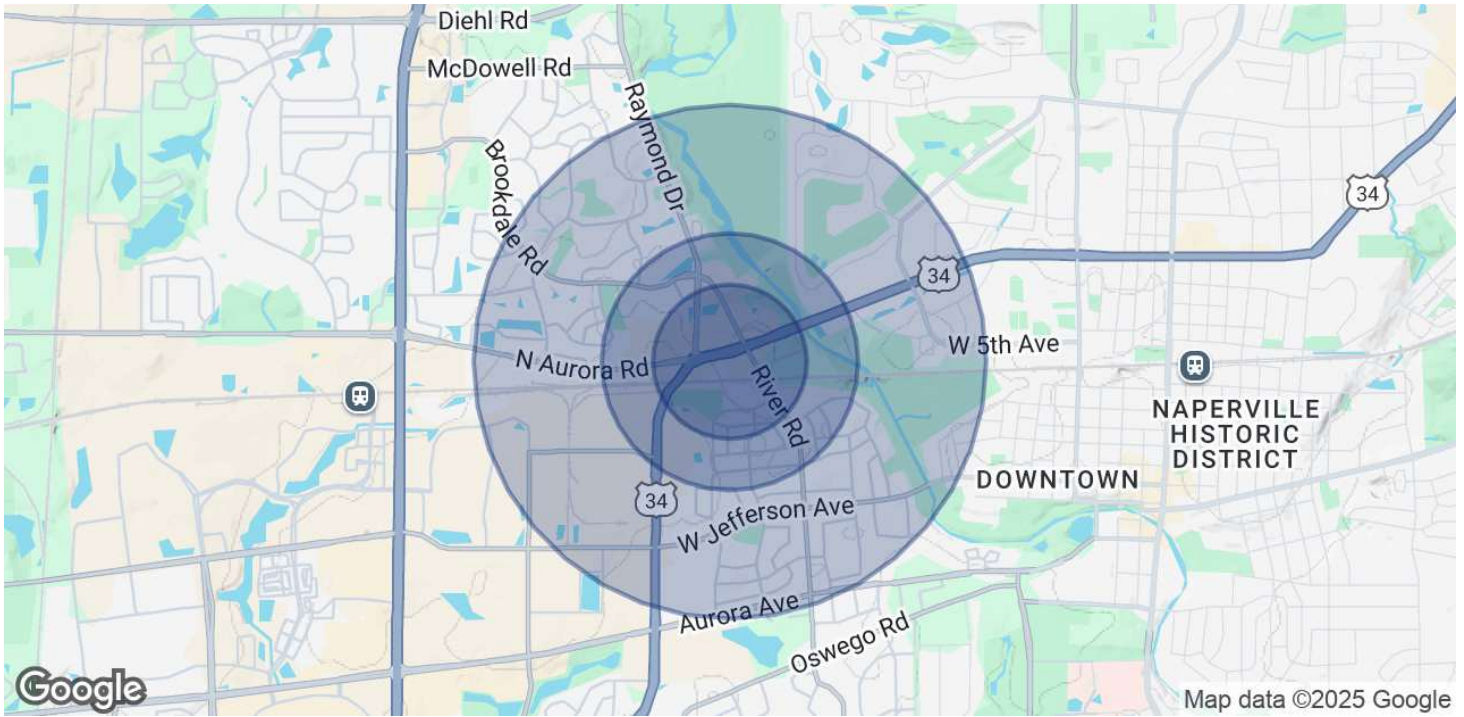 Diehl Rd
McDowell Rd
Raymond Dr
Brookdale Rd
34
34
W 5th Ave
N Aurora Rd
River Rd
NAPERVILLE
HISTORIC
DISTRICT
DOWNTOWN
34
W Jefferson Ave
Aurora Ave
Oswego Rd
Google
Map data ©2025 Google